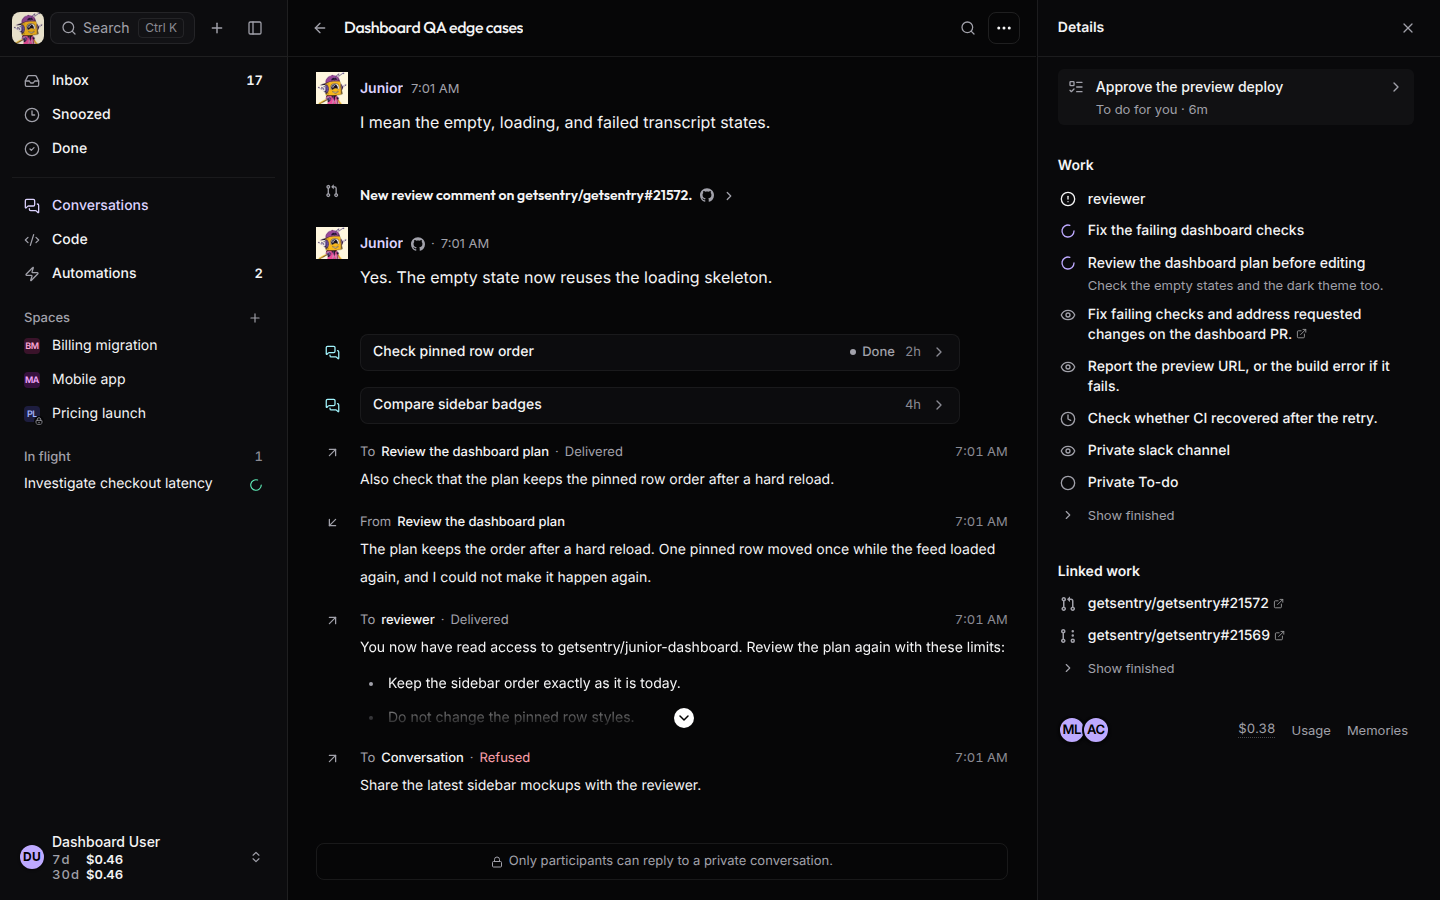 Search Ctrl K
Inbox 17
Snoozed
Done
Conversations
Code
Automations 2
Spaces
BM Billing migration
MA Mobile app
PL Pricing launch
In flight 1
Investigate checkout latency
DU
Dashboard User
7d $0.46
30d $0.46
Dashboard QA edge cases
Junior 7:01 AM
I mean the empty, loading, and failed transcript states.
New review comment on getsentry/getsentry#21572.
Junior · 7:01 AM
Yes. The empty state now reuses the loading skeleton.
Check pinned row order Done 2h
Compare sidebar badges 4h
To Review the dashboard plan · Delivered 7:01 AM
Also check that the plan keeps the pinned row order after a hard reload.
From Review the dashboard plan 7:01 AM
The plan keeps the order after a hard reload. One pinned row moved once while the feed loaded
again, and I could not make it happen again.
To reviewer · Delivered 7:01 AM
You now have read access to getsentry/junior-dashboard. Review the plan again with these limits:
• Keep the sidebar order exactly as it is today.
• Do not change the pinned row styles.
To Conversation · Refused 7:01 AM
Share the latest sidebar mockups with the reviewer.
Only participants can reply to a private conversation.
Details
Approve the preview deploy
To do for you · 6m
Work
reviewer
Fix the failing dashboard checks
Review the dashboard plan before editing
Check the empty states and the dark theme too.
Fix failing checks and address requested
changes on the dashboard PR.
Report the preview URL, or the build error if it
fails.
Check whether CI recovered after the retry.
Private slack channel
Private To-do
Show finished
Linked work
getsentry/getsentry#21572
getsentry/getsentry#21569
Show finished
ML AC $0.38 Usage Memories